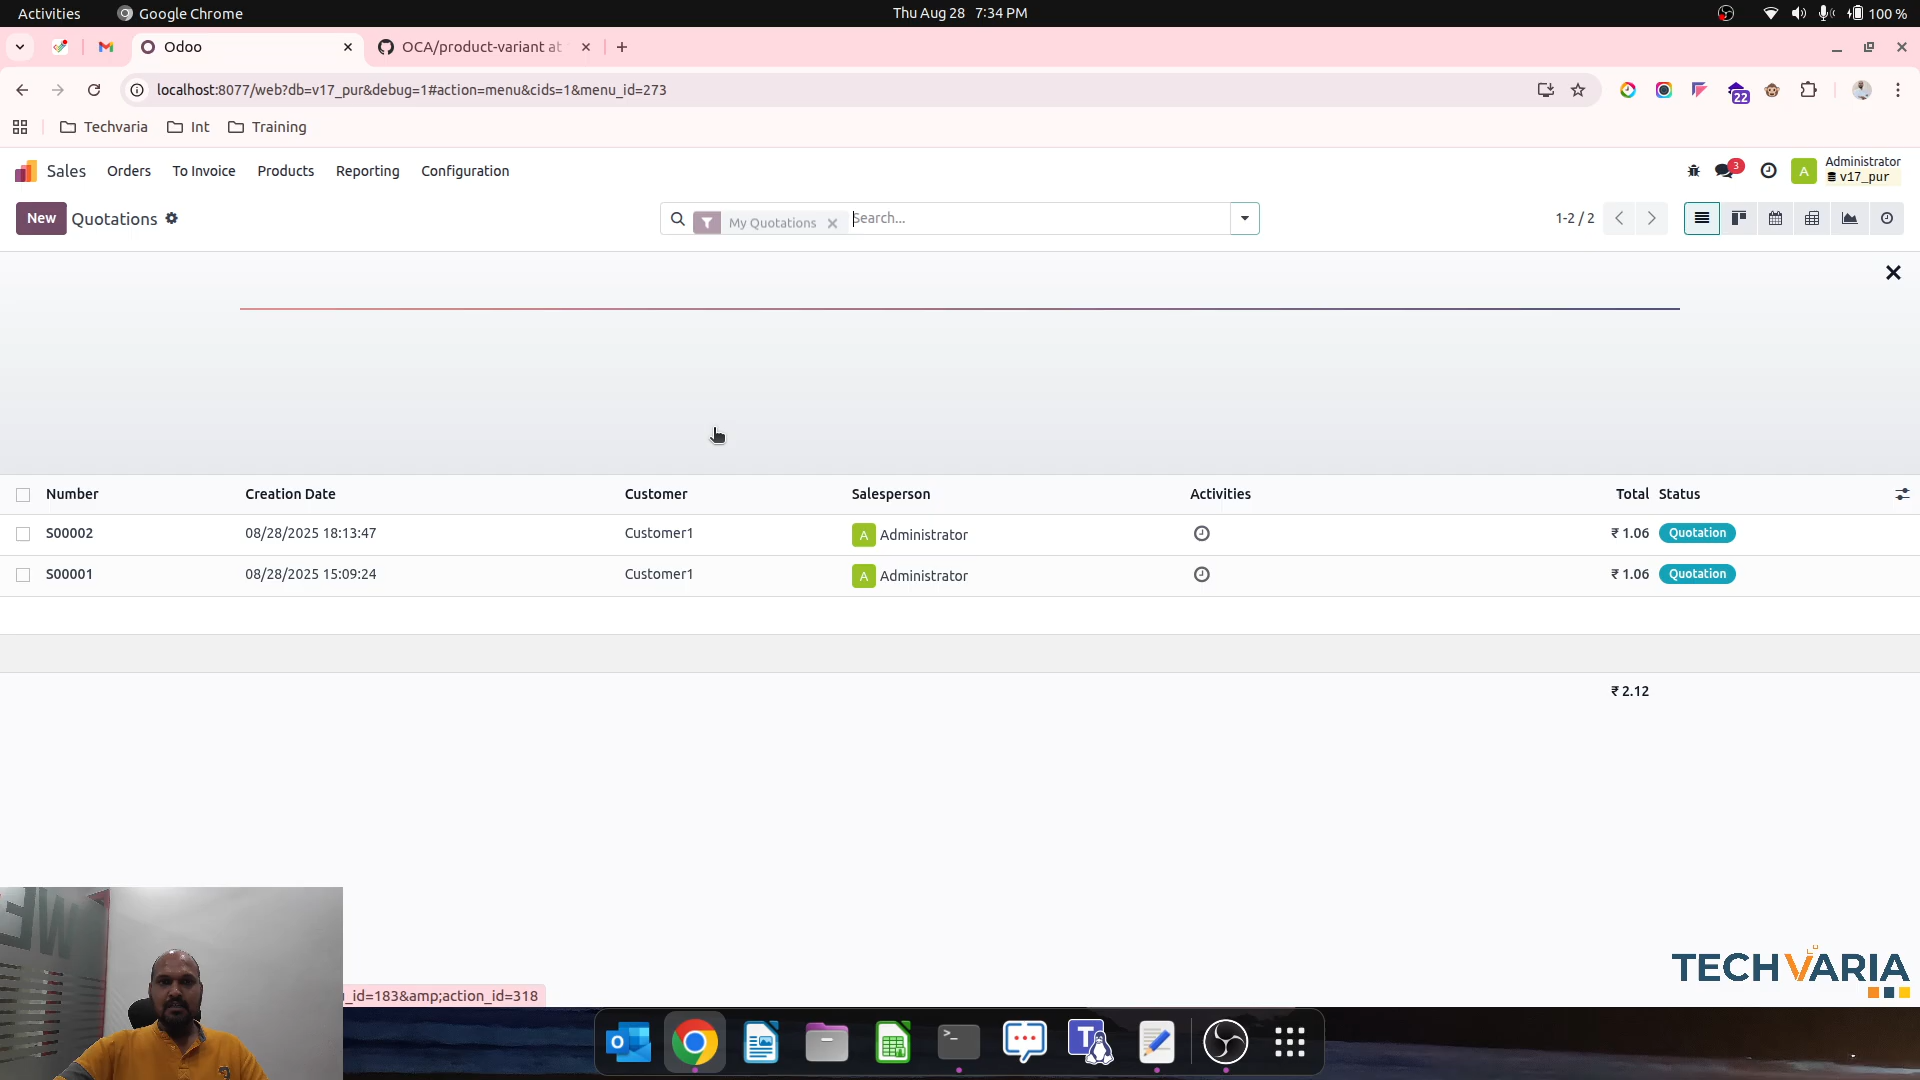 Activities
Google Chrome
Thu Aug 28 7:34 PM
100 %
Odoo
OCA/product-variant at
localhost:8077/web?db=v17_pur&debug=1#action=menu&cids=1&menu_id=273
22
Techvaria
Int
Training
Sales
Orders
To Invoice
Products
Reporting
Configuration
3
A
Administrator
v17_pur
New
Quotations
My Quotations
Search...
1-2 / 2
Number
Creation Date
Customer
Salesperson
Activities
Total
Status
S00002
08/28/2025 18:13:47
Customer1
A Administrator
₹ 1.06
Quotation
S00001
08/28/2025 15:09:24
Customer1
A Administrator
₹ 1.06
Quotation
₹ 2.12
TECHVARIA
_id=183&amp;action_id=318